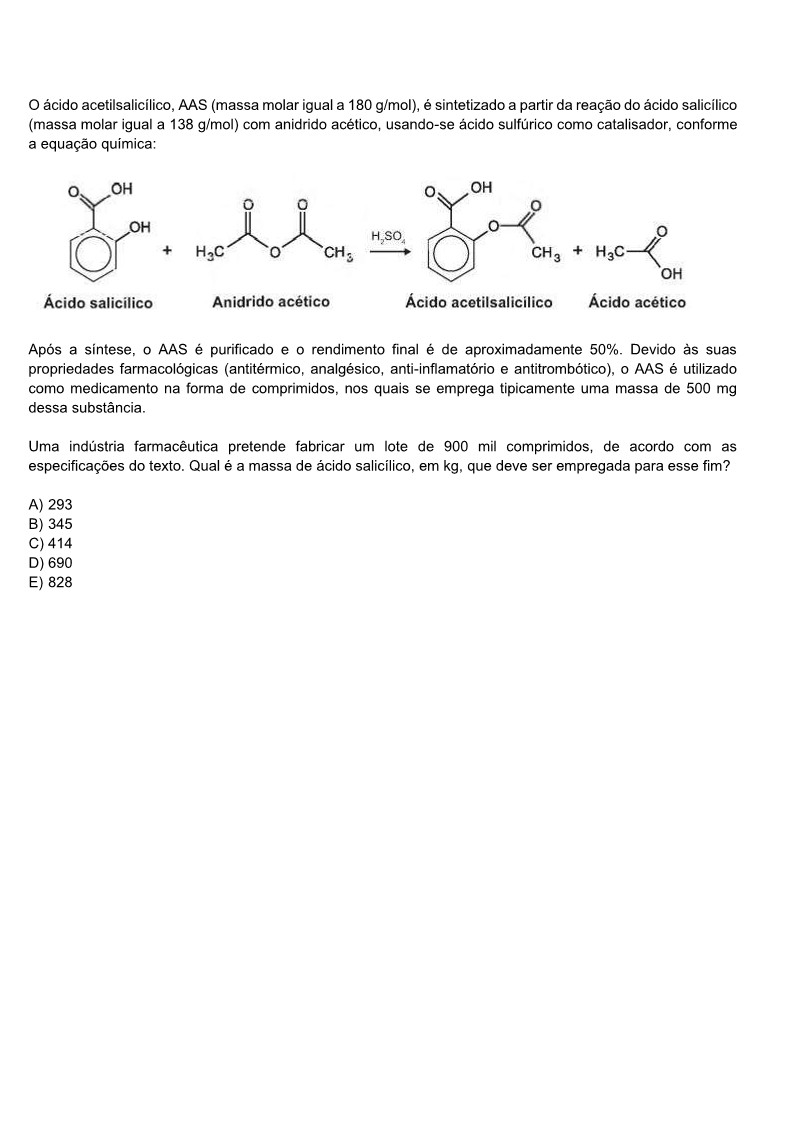 O ácido acetilsalicílico, AAS (massa molar igual a 180 g/mol), é sintetizado a partir da reação do ácido salicílico
(massa molar igual a 138 g/mol) com anidrido acético, usando-se ácido sulfúrico como catalisador, conforme
a equação química:
O OH
OH
+
H₃C
O O
O
CH₃
H₂SO₄
O OH
O
O
CH₃
+
H₃C
O
OH
Ácido salicílico Anidrido acético Ácido acetilsalicílico Ácido acético
Após a síntese, o AAS é purificado e o rendimento final é de aproximadamente 50%. Devido às suas
propriedades farmacológicas (antitérmico, analgésico, anti-inflamatório e antitrombótico), o AAS é utilizado
como medicamento na forma de comprimidos, nos quais se emprega tipicamente uma massa de 500 mg
dessa substância.
Uma indústria farmacêutica pretende fabricar um lote de 900 mil comprimidos, de acordo com as
especificações do texto. Qual é a massa de ácido salicílico, em kg, que deve ser empregada para esse fim?
A) 293
B) 345
C) 414
D) 690
E) 828